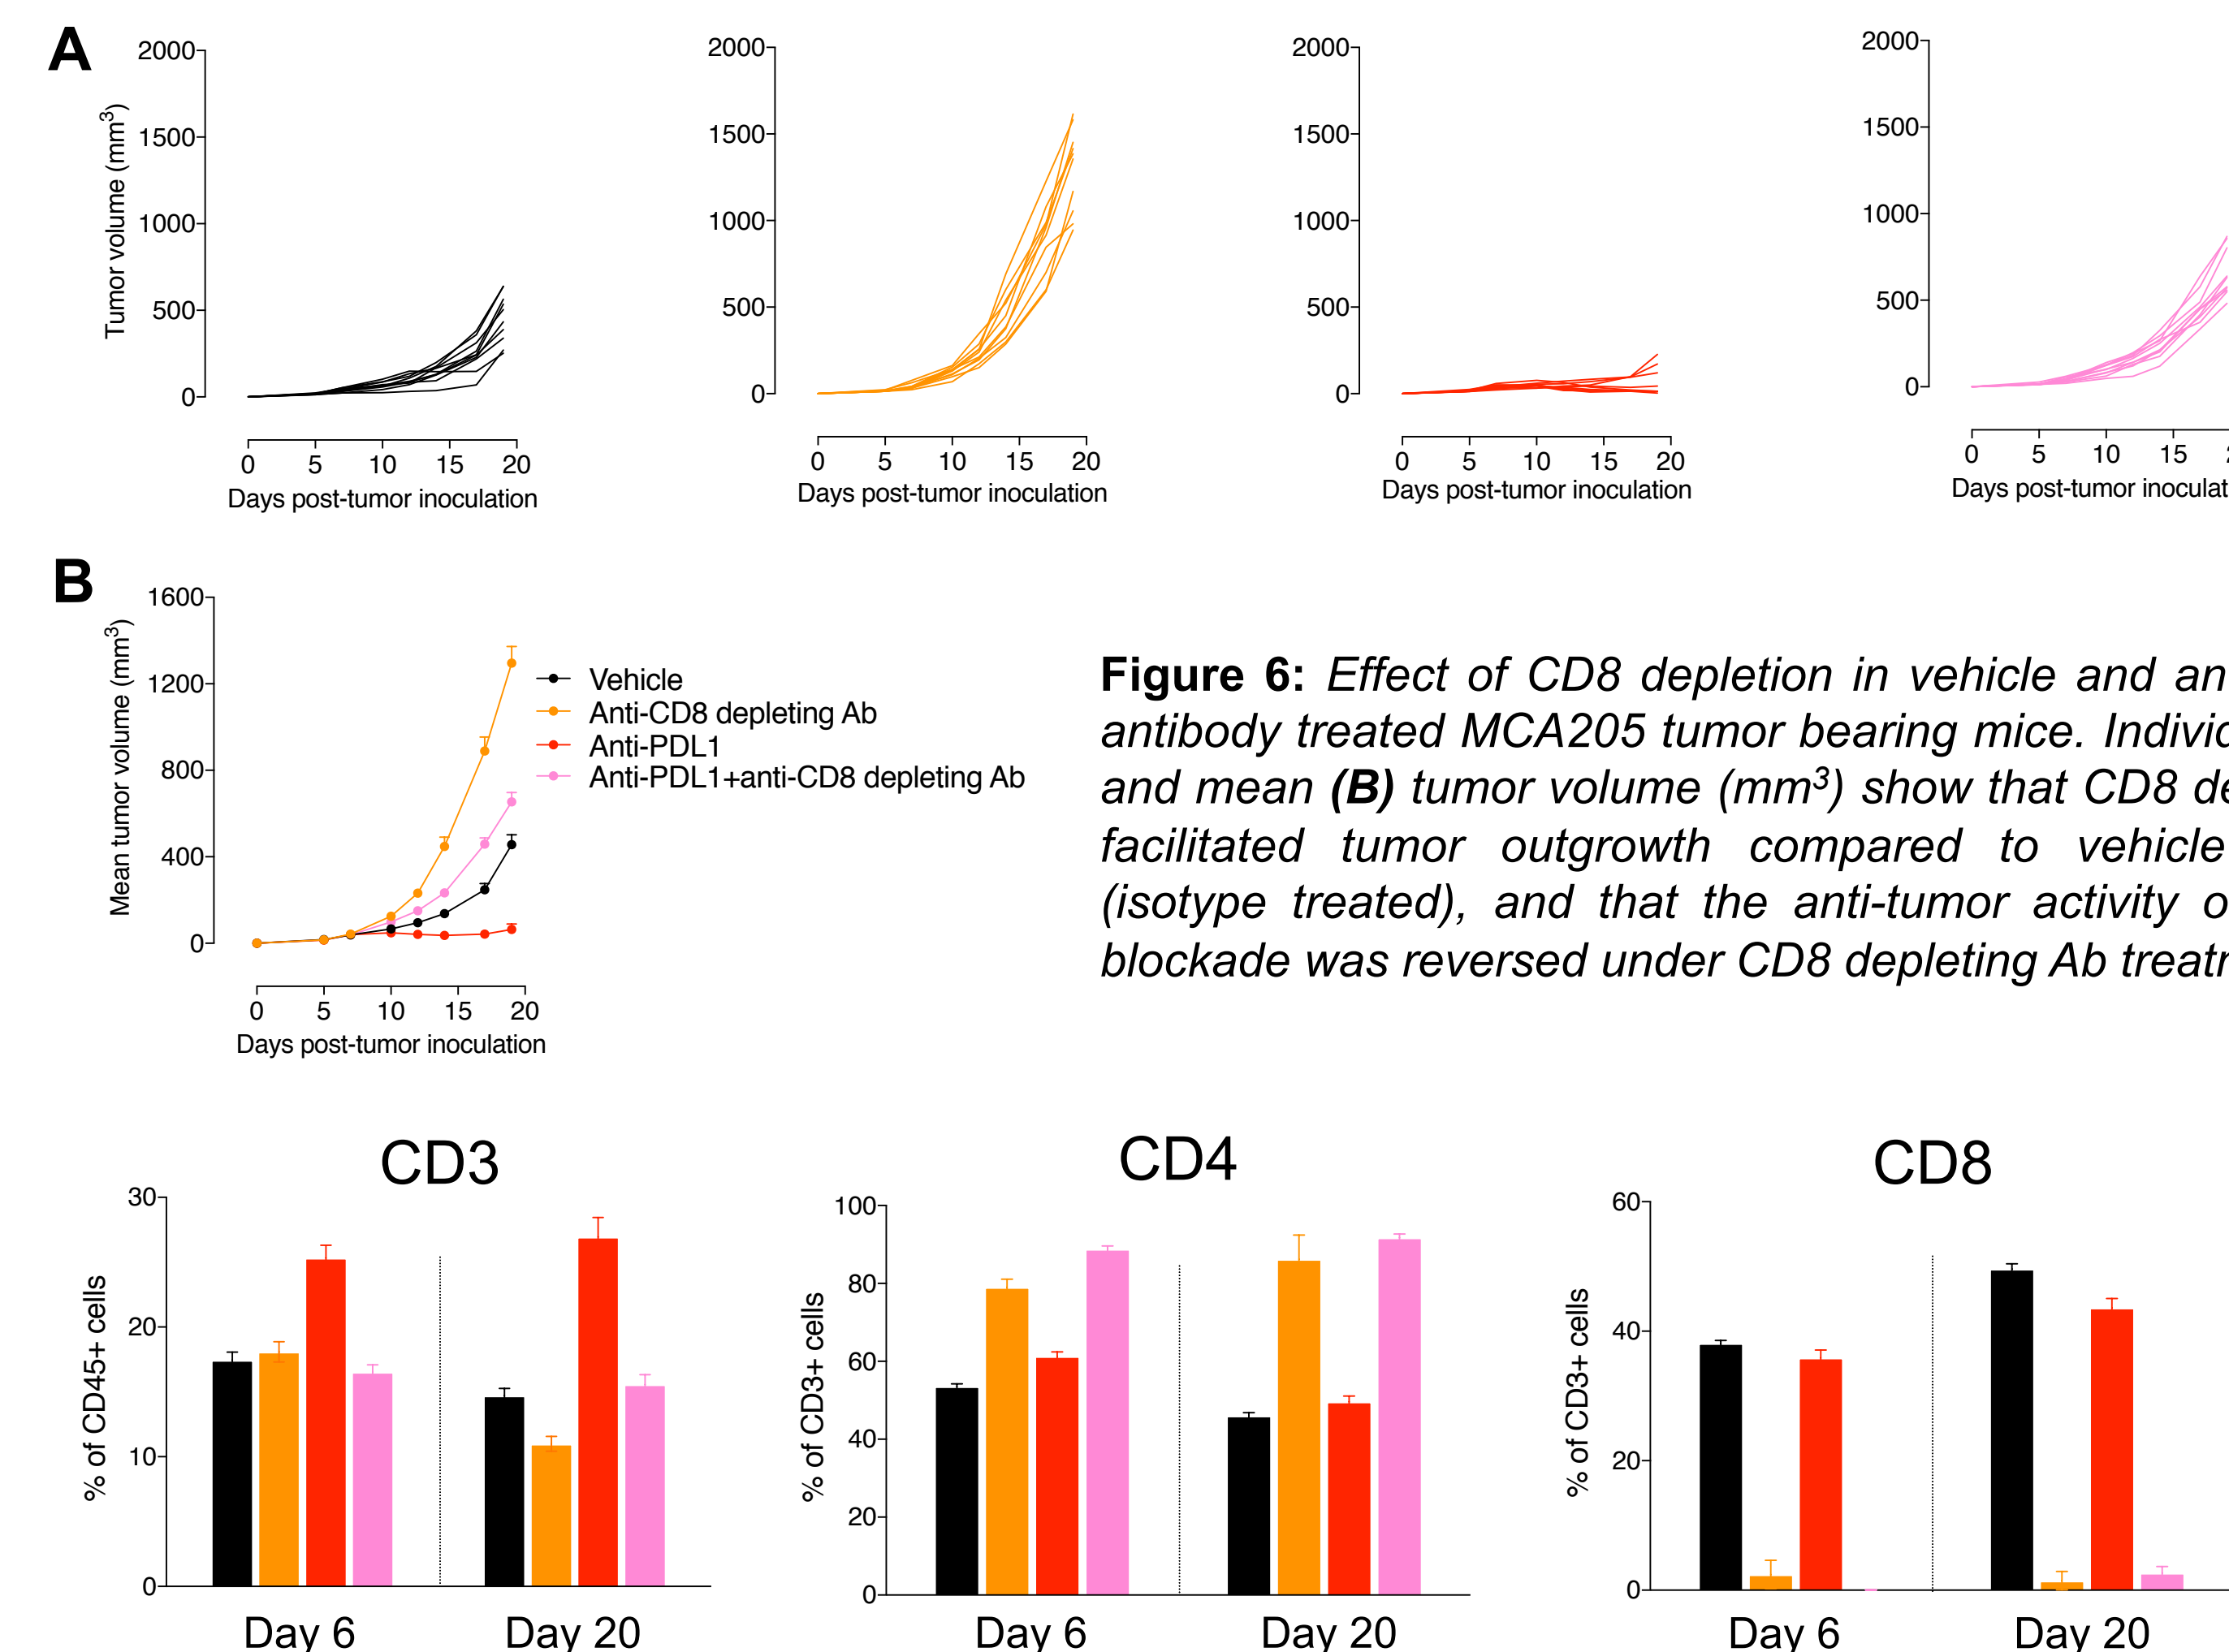 A
2000
1500
1000
500
0
Tumor volume (mm³)
0 5 10 15 20
Days post-tumor inoculation
2000
1500
1000
500
0
0 5 10 15 20
Days post-tumor inoculation
2000
1500
1000
500
0
0 5 10 15 20
Days post-tumor inoculation
2000
1500
1000
500
0
0 5 10 15
Days post-tumor
B
1600
1200
800
400
0
Mean tumor volume (mm³)
0 5 10 15 20
Days post-tumor inoculation
Vehicle
Anti-CD8 depleting Ab
Anti-PDL1
Anti-PDL1+anti-CD8 depleting Ab
Figure 6: Effect of CD8 depletion in vehicle and
antibody treated MCA205 tumor bearing mice.
and mean (B) tumor volume (mm³) show that CD8
facilitated tumor outgrowth compared to vehicle
(isotype treated), and that the anti-tumor activity
blockade was reversed under CD8 depleting Ab
CD3
30
20
10
0
% of CD45+ cells
Day 6 Day 20
CD4
100
80
60
40
20
0
% of CD3+ cells
Day 6 Day 20
CD8
60
40
20
0
% of CD3+ cells
Day 6 Day 20